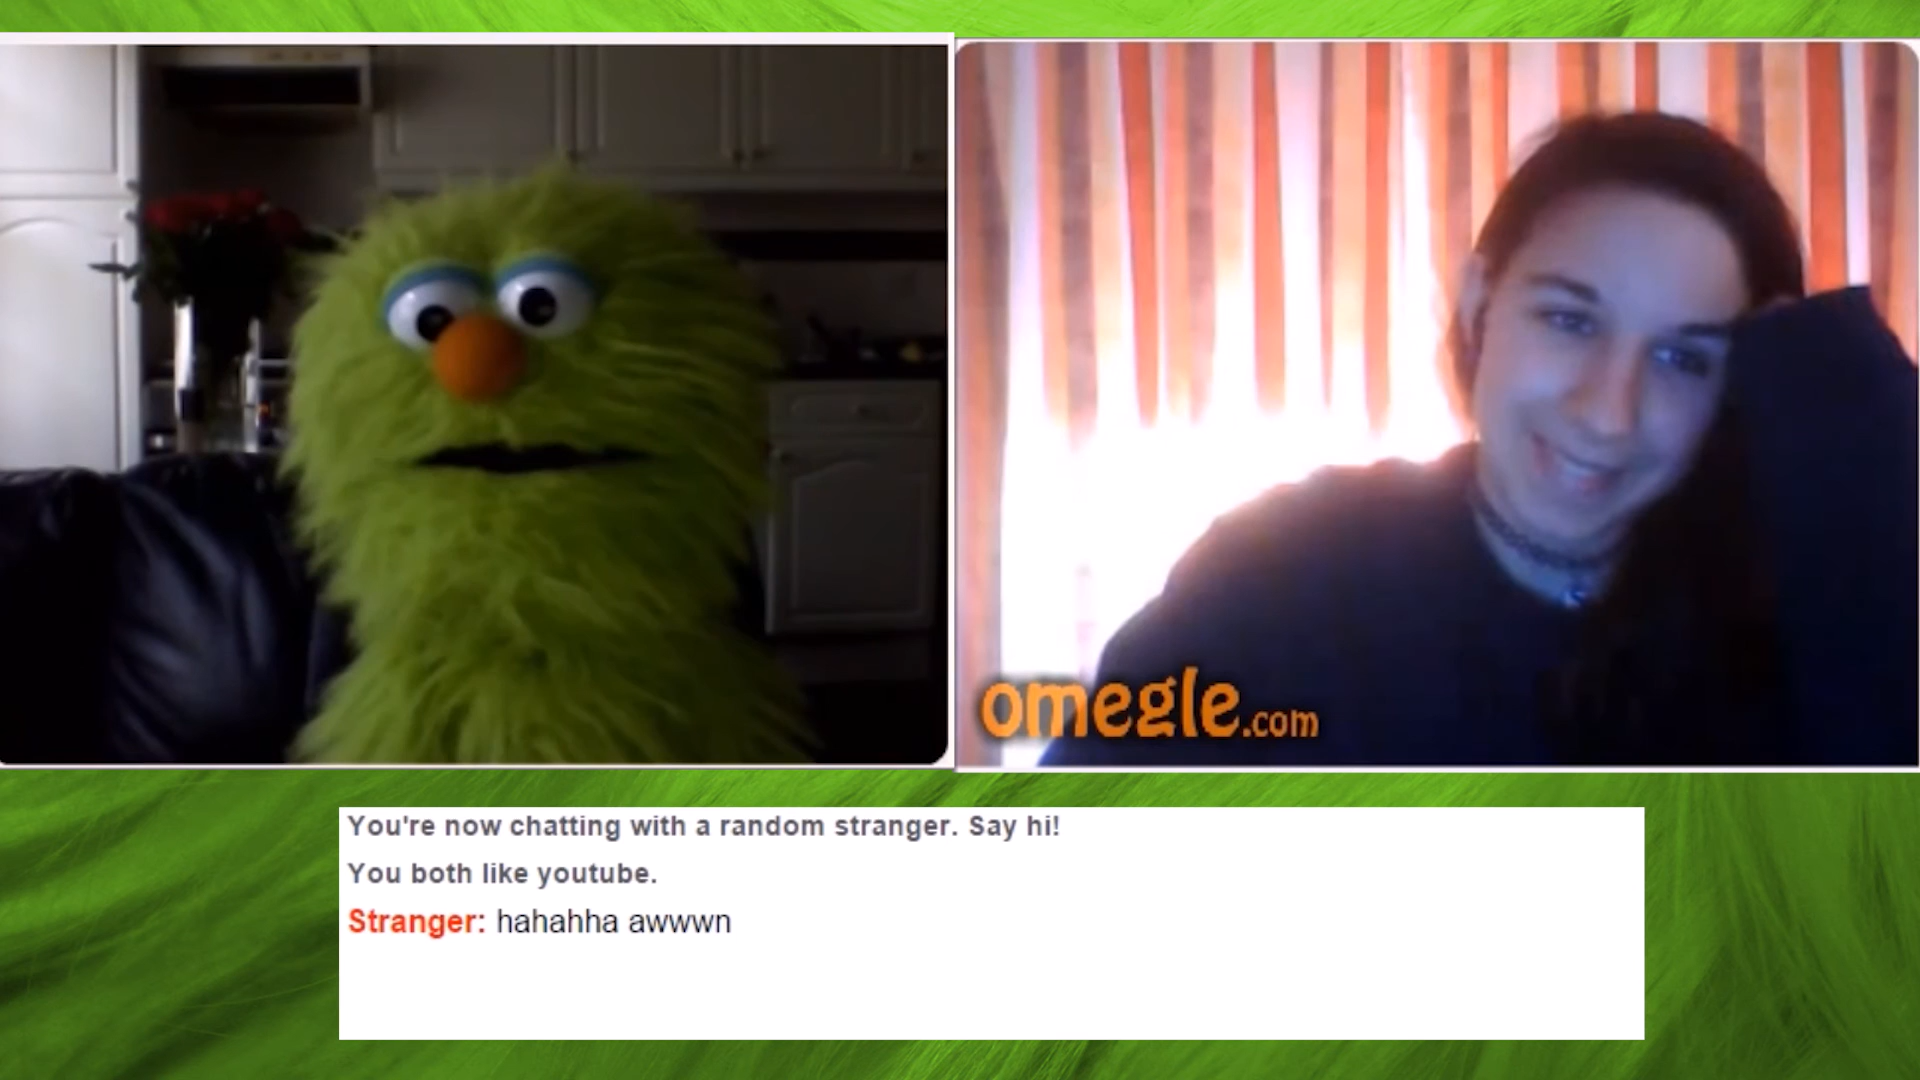 omegle.com
You're now chatting with a random stranger. Say hi!
You both like youtube.
Stranger: hahahha awwwn